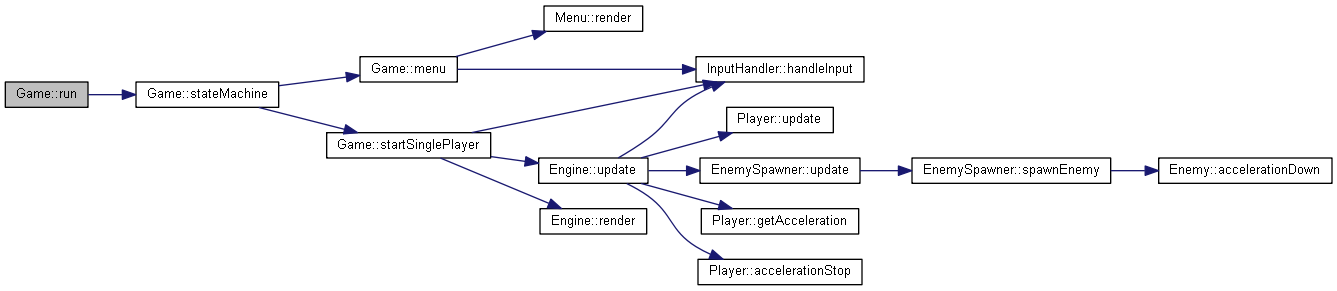 Menu::render
Game::menu
InputHandler::handleInput
Game::run
Game::stateMachine
Player::update
Game::startSinglePlayer
Engine::update
EnemySpawner::update
EnemySpawner::spawnEnemy
Enemy::accelerationDown
Engine::render
Player::getAcceleration
Player::accelerationStop